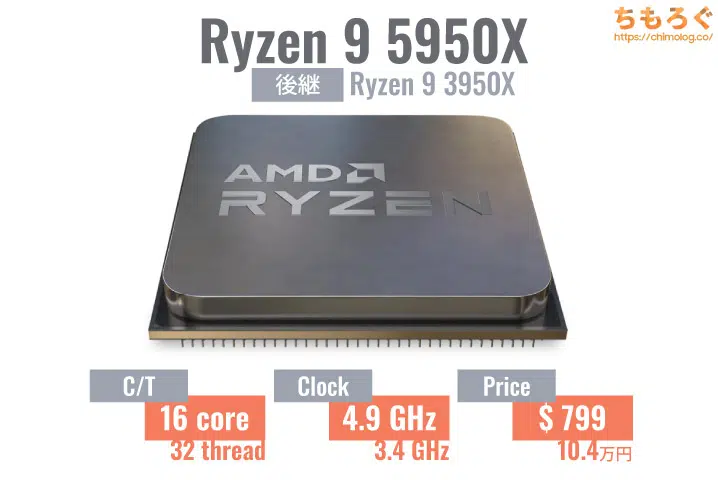 Ryzen 9 5950X
ちもろぐ
https://chimolog.co/
後継 Ryzen 9 3950X
AMD
RYZEN
C/T
16 core
32 thread
Clock
4.9 GHz
3.4 GHz
Price
$ 799
10.4万円